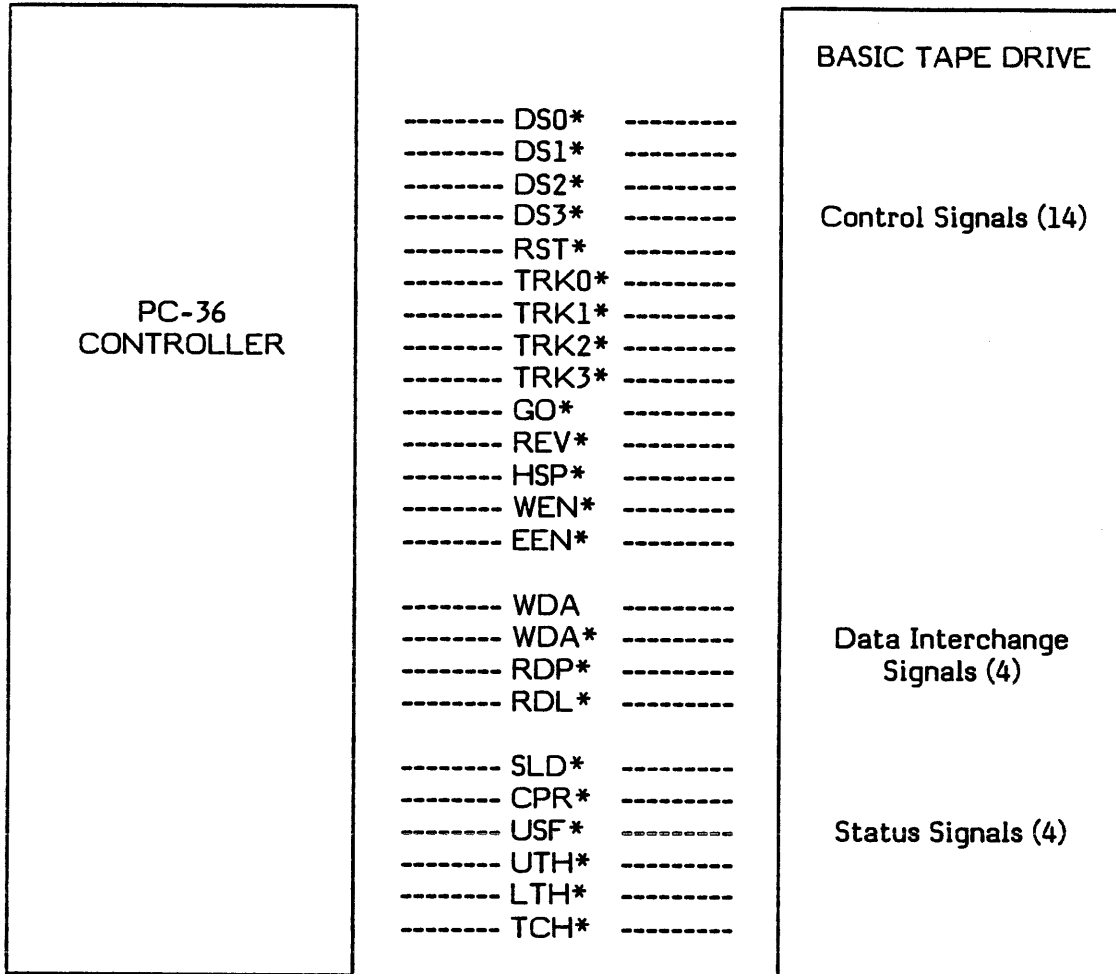 BASIC TAPE DRIVE
-------- DS0* ---------
-------- DS1* ---------
-------- DS2* ---------
-------- DS3* --------- Control Signals (14)
-------- RST* ---------
-------- TRK0* ---------
PC-36 -------- TRK1* ---------
CONTROLLER -------- TRK2* ---------
-------- TRK3* ---------
-------- GO* ---------
-------- REV* ---------
-------- HSP* ---------
-------- WEN* ---------
-------- EEN* ---------
-------- WDA ---------
-------- WDA* --------- Data Interchange
-------- RDP* --------- Signals (4)
-------- RDL* ---------
-------- SLD* ---------
-------- CPR* ---------
-------- USF* --------- Status Signals (4)
-------- UTH* ---------
-------- LTH* ---------
-------- TCH* ---------